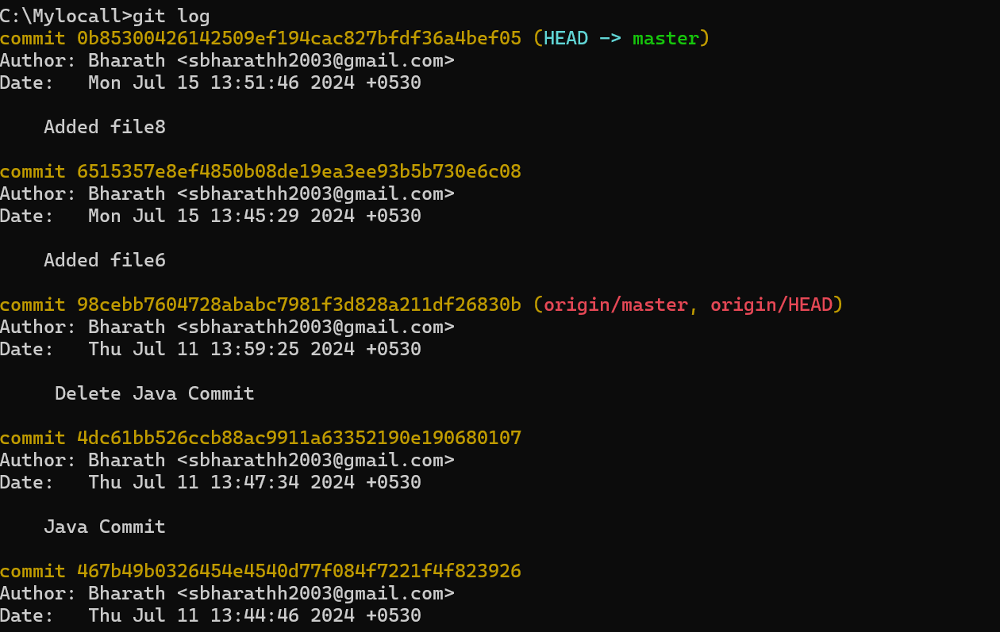 C:\Mylocall>git log
commit 0b85300426142509ef194cac827bfdf36a4bef05 (HEAD -> master)
Author: Bharath <sbharathh2003@gmail.com>
Date:   Mon Jul 15 13:51:46 2024 +0530
    Added file8
commit 6515357e8ef4850b08de19ea3ee93b5b730e6c08
Author: Bharath <sbharathh2003@gmail.com>
Date:   Mon Jul 15 13:45:29 2024 +0530
    Added file6
commit 98cebb7604728ababc7981f3d828a211df26830b (origin/master, origin/HEAD)
Author: Bharath <sbharathh2003@gmail.com>
Date:   Thu Jul 11 13:59:25 2024 +0530
     Delete Java Commit
commit 4dc61bb526ccb88ac9911a63352190e190680107
Author: Bharath <sbharathh2003@gmail.com>
Date:   Thu Jul 11 13:47:34 2024 +0530
    Java Commit
commit 467b49b0326454e4540d77f084f7221f4f823926
Author: Bharath <sbharathh2003@gmail.com>
Date:   Thu Jul 11 13:44:46 2024 +0530